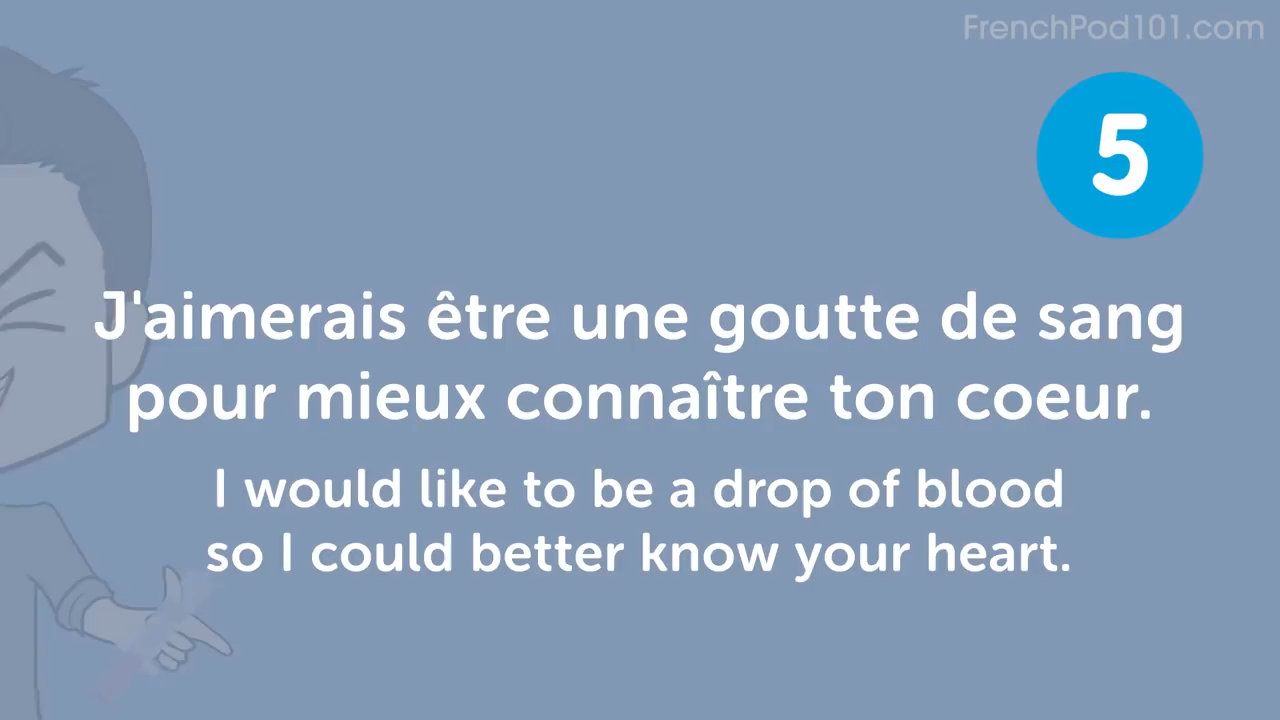 FrenchPod101.com
5
J'aimerais être une goutte de sang
pour mieux connaître ton coeur.
I would like to be a drop of blood
so I could better know your heart.